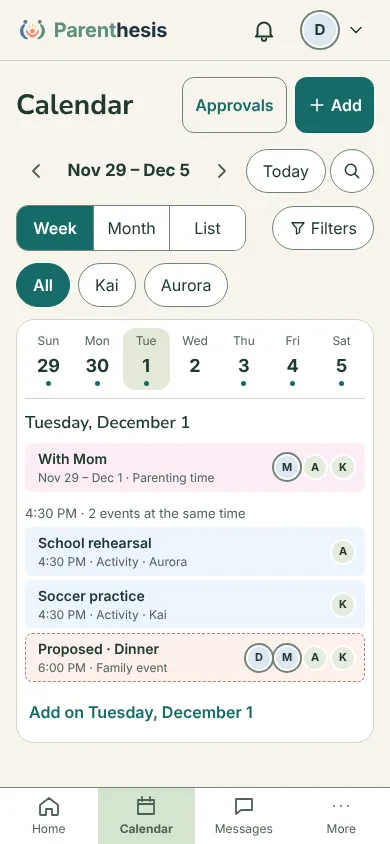 Parenthesis
D
Calendar
Approvals
+ Add
Nov 29 – Dec 5
Today
Week
Month
List
Filters
All
Kai
Aurora
Sun Mon Tue Wed Thu Fri Sat
29 30 1 2 3 4 5
Tuesday, December 1
With Mom
Nov 29 – Dec 1 · Parenting time
M A K
4:30 PM · 2 events at the same time
School rehearsal
4:30 PM · Activity · Aurora
A
Soccer practice
4:30 PM · Activity · Kai
K
Proposed · Dinner
6:00 PM · Family event
D M A K
Add on Tuesday, December 1
Home Calendar Messages More